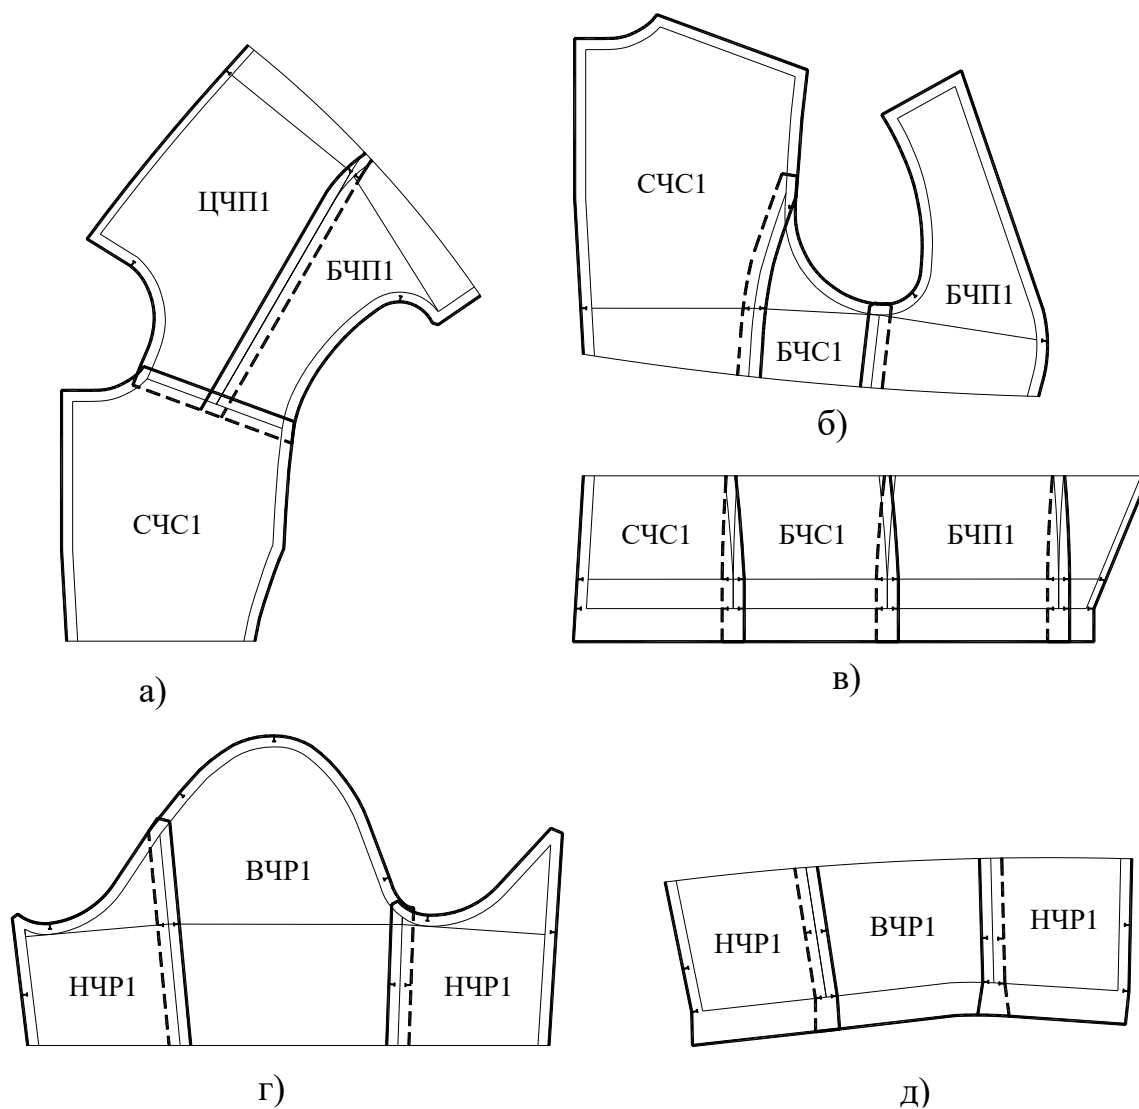 ЦЧП1
БЧП1
СЧС1
а)
СЧС1
БЧП1
БЧС1
б)
СЧС1 БЧС1 БЧП1
в)
ВЧР1
НЧР1 НЧР1
г)
НЧР1 ВЧР1 НЧР1
д)